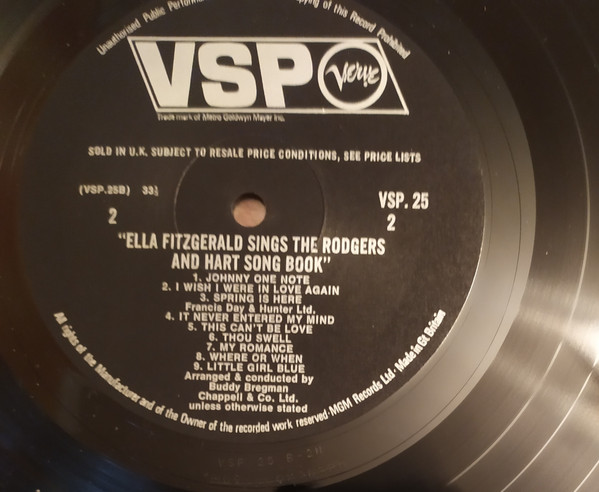 Unauthorised Public Perform
pying of this Record Prohibited
VSP Verve
Trade mark of Metro Goldwyn Mayer Inc.
SOLD IN U.K. SUBJECT TO RESALE PRICE CONDITIONS, SEE PRICE LISTS
(VSP.25B) 33⅓
VSP. 25
2
2
"ELLA FITZGERALD SINGS THE RODGERS
AND HART SONG BOOK"
1. JOHNNY ONE NOTE
2. I WISH I WERE IN LOVE AGAIN
3. SPRING IS HERE
Francis Day & Hunter Ltd.
4. IT NEVER ENTERED MY MIND
5. THIS CAN'T BE LOVE
6. THOU SWELL
7. MY ROMANCE
8. WHERE OR WHEN
9. LITTLE GIRL BLUE
Arranged & conducted by
Buddy Bregman
Chappell & Co. Ltd.
unless otherwise stated
All rights of the Manufacturer and of the Owner of the recorded work reserved·MGM Records Ltd·Made in Gt Britain